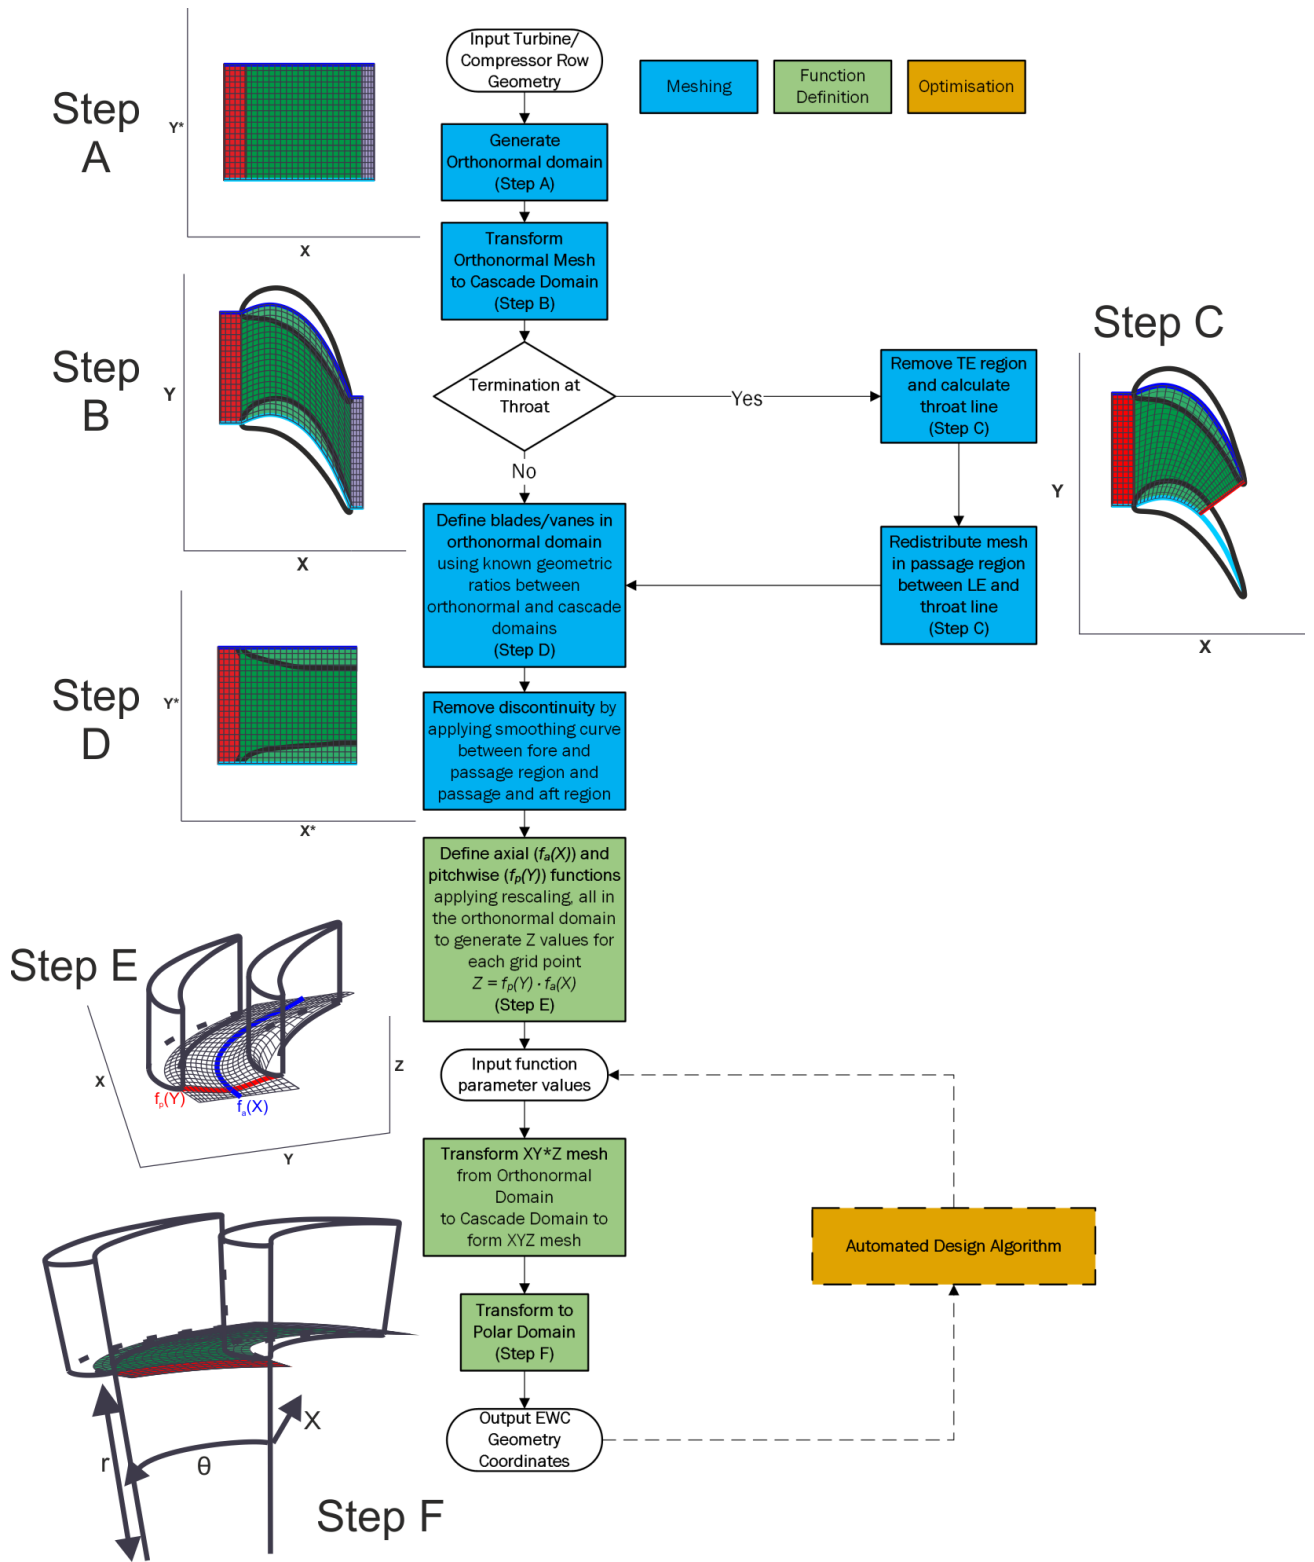 Step
A
Y*
X
Input Turbine/
Compressor Row
Geometry
Meshing
Function
Definition
Optimisation
Generate
Orthonormal domain
(Step A)
Transform
Orthonormal Mesh
to Cascade Domain
(Step B)
Step
B
Y
X
Termination at
Throat
Yes
No
Remove TE region
and calculate
throat line
(Step C)
Step C
Y
X
Redistribute mesh
in passage region
between LE and
throat line
(Step C)
Define blades/vanes in
orthonormal domain
using known geometric
ratios between
orthonormal and cascade
domains
(Step D)
Step
D
Y*
X*
Remove discontinuity by
applying smoothing curve
between fore and
passage region and
passage and aft region
Define axial (fa(X)) and
pitchwise (fp(Y)) functions
applying rescaling, all in
the orthonormal domain
to generate Z values for
each grid point
Z = fp(Y) · fa(X)
(Step E)
Step E
X
Z
fp(Y)
fa(X)
Y
Input function
parameter values
Transform XY*Z mesh
from Orthonormal
Domain
to Cascade Domain to
form XYZ mesh
Automated Design Algorithm
Transform to
Polar Domain
(Step F)
Output EWC
Geometry
Coordinates
X
r
θ
Step F